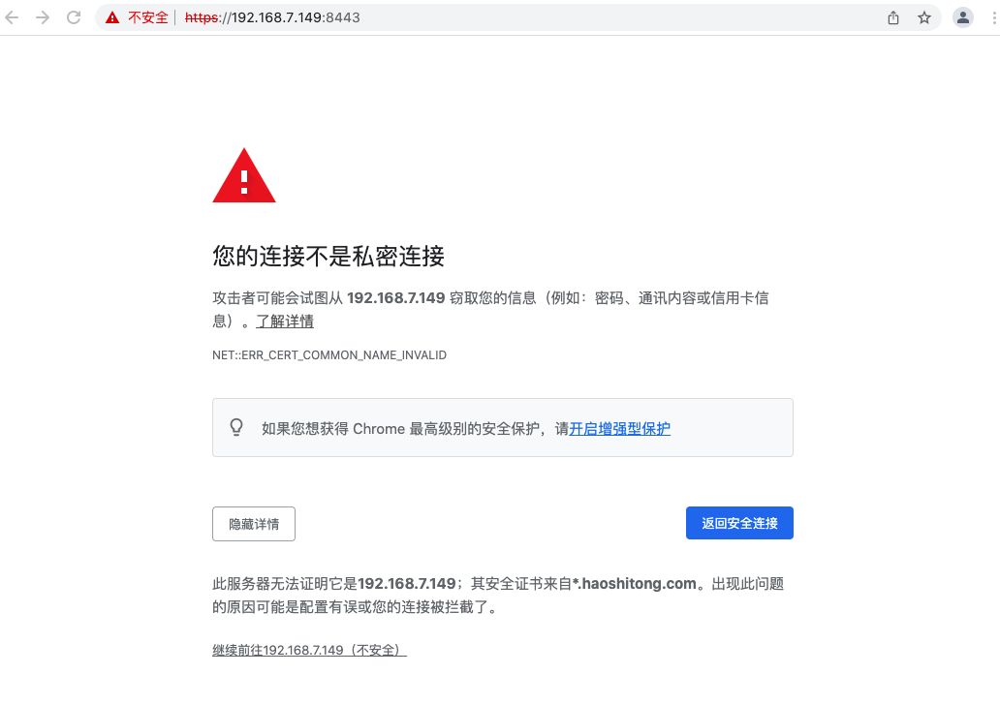 不安全 https://192.168.7.149:8443
您的连接不是私密连接
攻击者可能会试图从 192.168.7.149 窃取您的信息（例如：密码、通讯内容或信用卡信
息）。了解详情
NET::ERR_CERT_COMMON_NAME_INVALID
如果您想获得 Chrome 最高级别的安全保护，请开启增强型保护
隐藏详情
返回安全连接
此服务器无法证明它是192.168.7.149；其安全证书来自*.haoshitong.com。出现此问题
的原因可能是配置有误或您的连接被拦截了。
继续前往192.168.7.149（不安全）